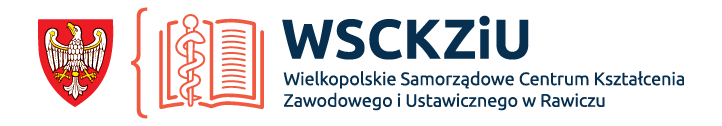 WSCKZiU
Wielkopolskie Samorządowe Centrum Kształcenia
Zawodowego i Ustawicznego w Rawiczu